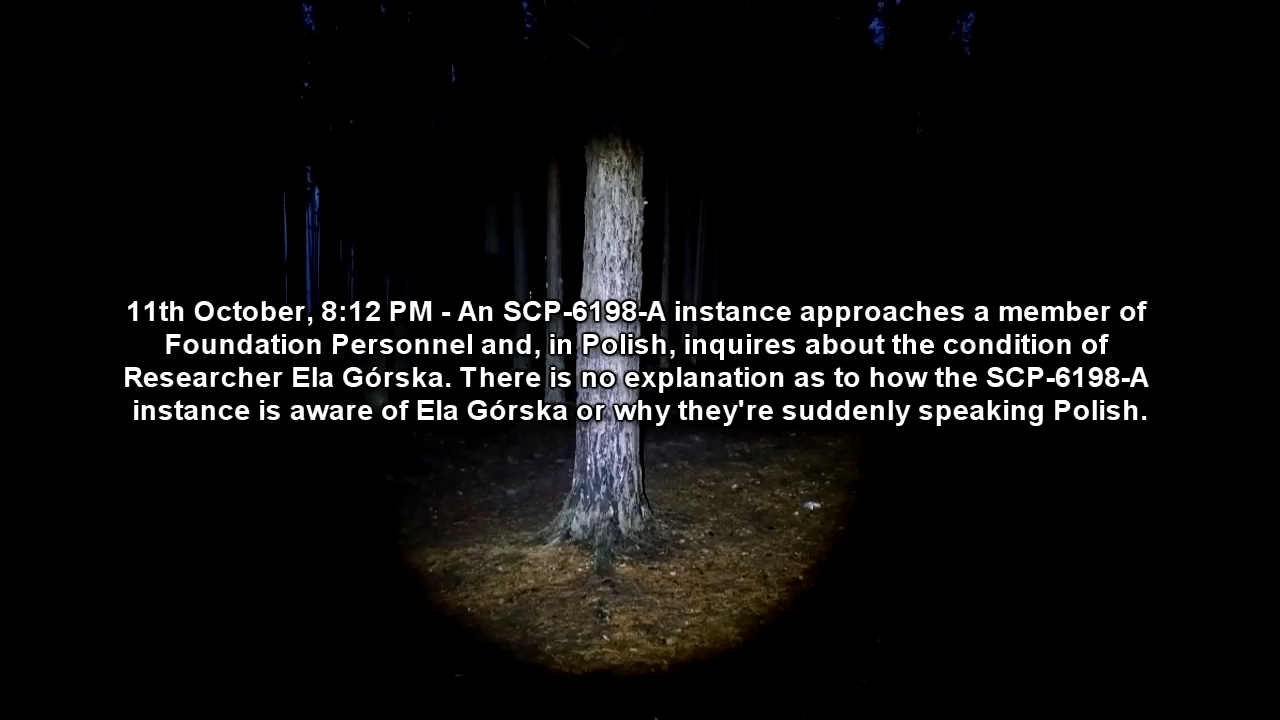 11th October, 8:12 PM - An SCP-6198-A instance approaches a member of
Foundation Personnel and, in Polish, inquires about the condition of
Researcher Ela Górska. There is no explanation as to how the SCP-6198-A
instance is aware of Ela Górska or why they're suddenly speaking Polish.